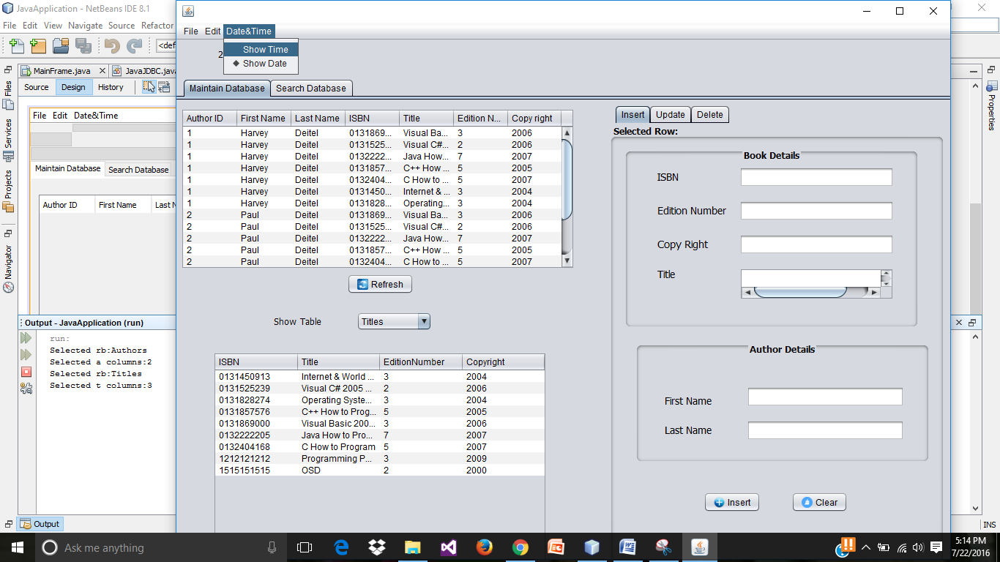 JavaApplication - NetBeans IDE 8.1
File Edit View Navigate Source Refactor
<def
MainFrame.java JavaJDBC.java
Source Design History
File Edit Date&Time
Maintain Database Search Database
Author ID First Name Last N
Files
Services
Projects
Navigator
Output - JavaApplication (run)
run:
Selected rb:Authors
Selected a columns:2
Selected rb:Titles
Selected t columns:3
Output
File Edit Date&Time
Show Time
2
Show Date
Maintain Database Search Database
Author ID First Name Last Name ISBN Title Edition N... Copy right
1 Harvey Deitel 0131869... Visual Ba... 3 2006
1 Harvey Deitel 0131525... Visual C#... 2 2006
1 Harvey Deitel 0132222... Java How... 7 2007
1 Harvey Deitel 0131857... C++ How ... 5 2005
1 Harvey Deitel 0132404... C How to ... 5 2007
1 Harvey Deitel 0131450... Internet & ... 3 2004
1 Harvey Deitel 0131828... Operating... 3 2004
2 Paul Deitel 0131869... Visual Ba... 3 2006
2 Paul Deitel 0131525... Visual C#... 2 2006
2 Paul Deitel 0132222... Java How... 7 2007
2 Paul Deitel 0131857... C++ How ... 5 2005
2 Paul Deitel 0132404... C How to ... 5 2007
Refresh
Show Table Titles
ISBN Title EditionNumber Copyright
0131450913 Internet & World ... 3 2004
0131525239 Visual C# 2005 ... 2 2006
0131828274 Operating Syste... 3 2004
0131857576 C++ How to Prog... 5 2005
0131869000 Visual Basic 200... 3 2006
0132222205 Java How to Pro... 7 2007
0132404168 C How to Program 5 2007
1212121212 Programming P... 3 2009
1515151515 OSD 2 2000
Insert Update Delete
Selected Row:
Book Details
ISBN
Edition Number
Copy Right
Title
Author Details
First Name
Last Name
Insert Clear
Properties
INS
Ask me anything
5:14 PM
7/22/2016